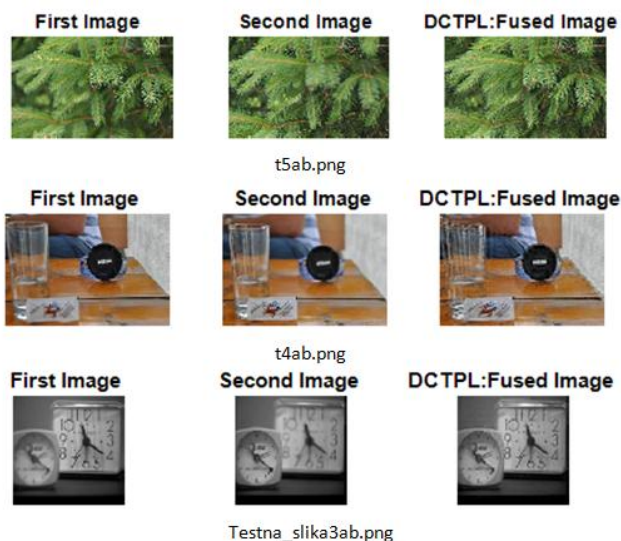 First Image Second Image DCTPL:Fused Image
t5ab.png
First Image Second Image DCTPL:Fused Image
t4ab.png
First Image Second Image DCTPL:Fused Image
Testna_slika3ab.png